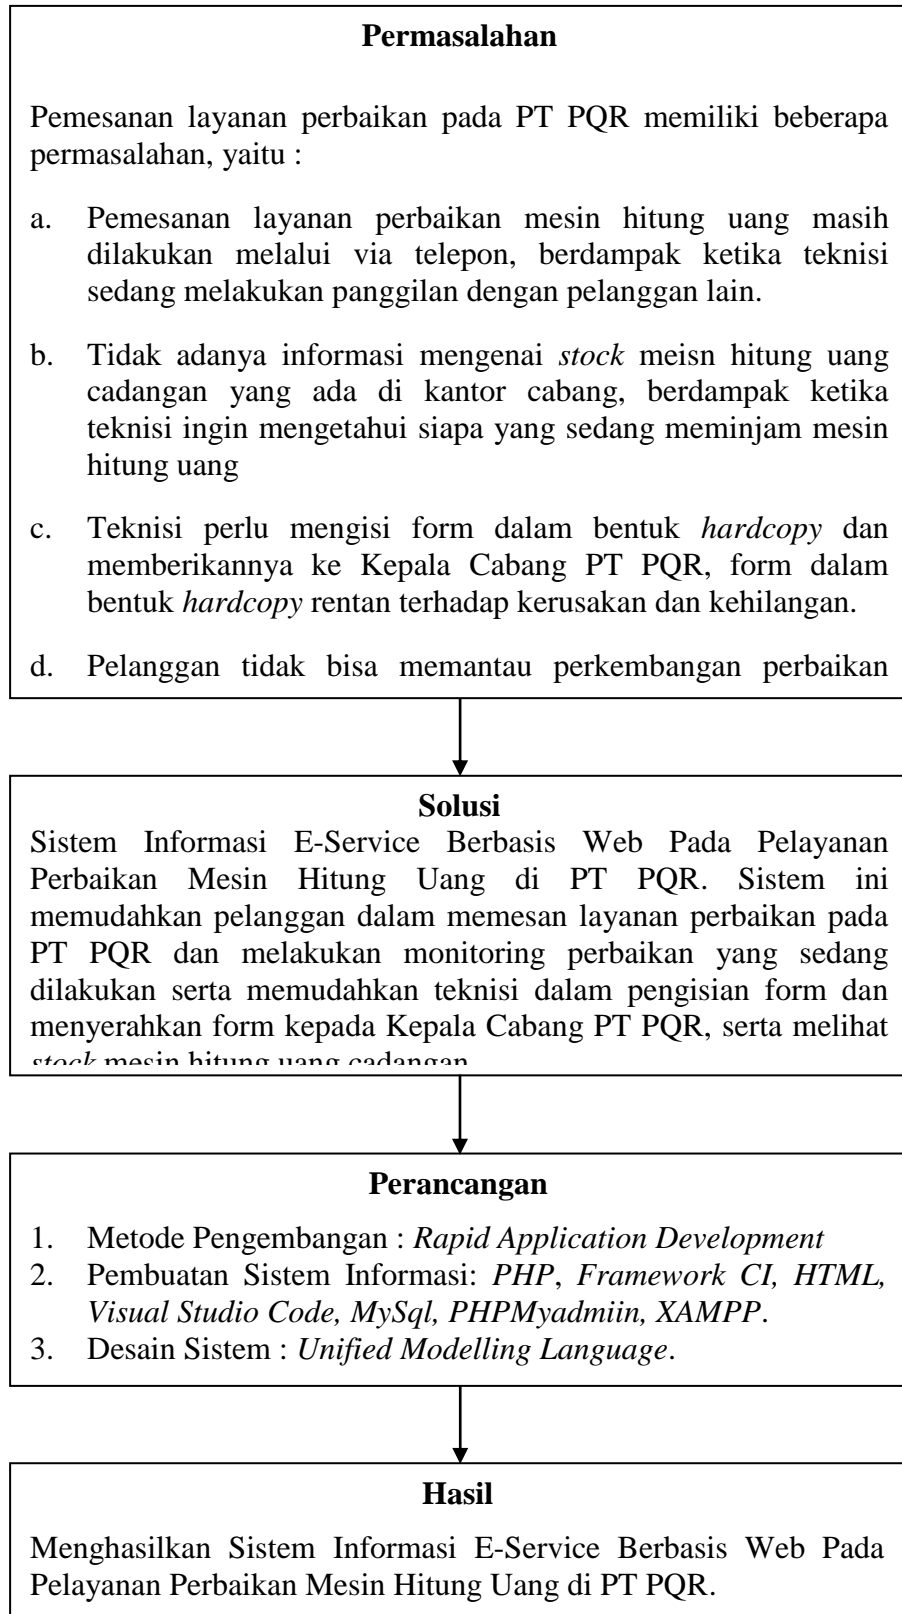 Permasalahan
Pemesanan layanan perbaikan pada PT PQR memiliki beberapa
permasalahan, yaitu :
a. Pemesanan layanan perbaikan mesin hitung uang masih
dilakukan melalui via telepon, berdampak ketika teknisi
sedang melakukan panggilan dengan pelanggan lain.
b. Tidak adanya informasi mengenai stock meisn hitung uang
cadangan yang ada di kantor cabang, berdampak ketika
teknisi ingin mengetahui siapa yang sedang meminjam mesin
hitung uang
c. Teknisi perlu mengisi form dalam bentuk hardcopy dan
memberikannya ke Kepala Cabang PT PQR, form dalam
bentuk hardcopy rentan terhadap kerusakan dan kehilangan.
d. Pelanggan tidak bisa memantau perkembangan perbaikan
Solusi
Sistem Informasi E-Service Berbasis Web Pada Pelayanan
Perbaikan Mesin Hitung Uang di PT PQR. Sistem ini
memudahkan pelanggan dalam memesan layanan perbaikan pada
PT PQR dan melakukan monitoring perbaikan yang sedang
dilakukan serta memudahkan teknisi dalam pengisian form dan
menyerahkan form kepada Kepala Cabang PT PQR, serta melihat
stock mesin hitung uang cadangan
Perancangan
1. Metode Pengembangan : Rapid Application Development
2. Pembuatan Sistem Informasi: PHP, Framework CI, HTML,
Visual Studio Code, MySql, PHPMyadmiin, XAMPP.
3. Desain Sistem : Unified Modelling Language.
Hasil
Menghasilkan Sistem Informasi E-Service Berbasis Web Pada
Pelayanan Perbaikan Mesin Hitung Uang di PT PQR.